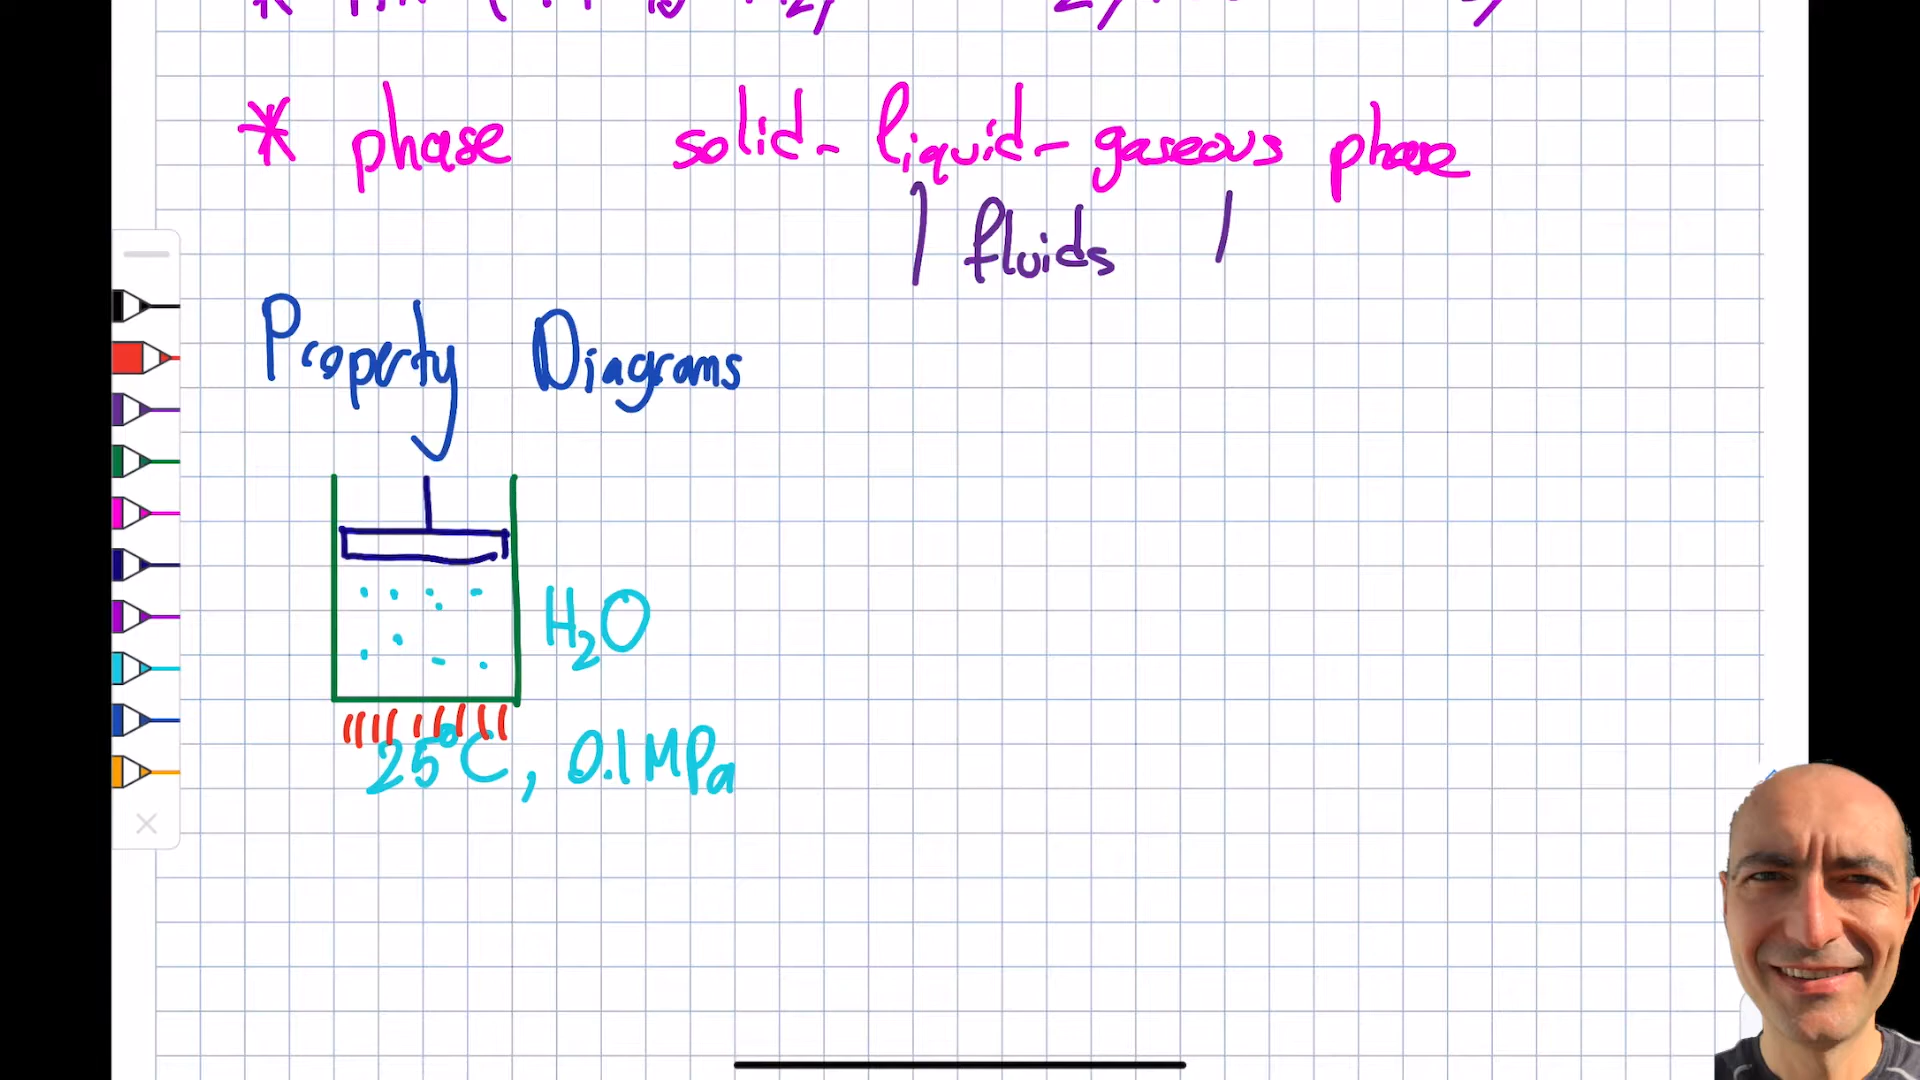 * phase solid - liquid - gaseous phase
fluids
Property Diagrams
H₂O
25°C, 0.1 MPa